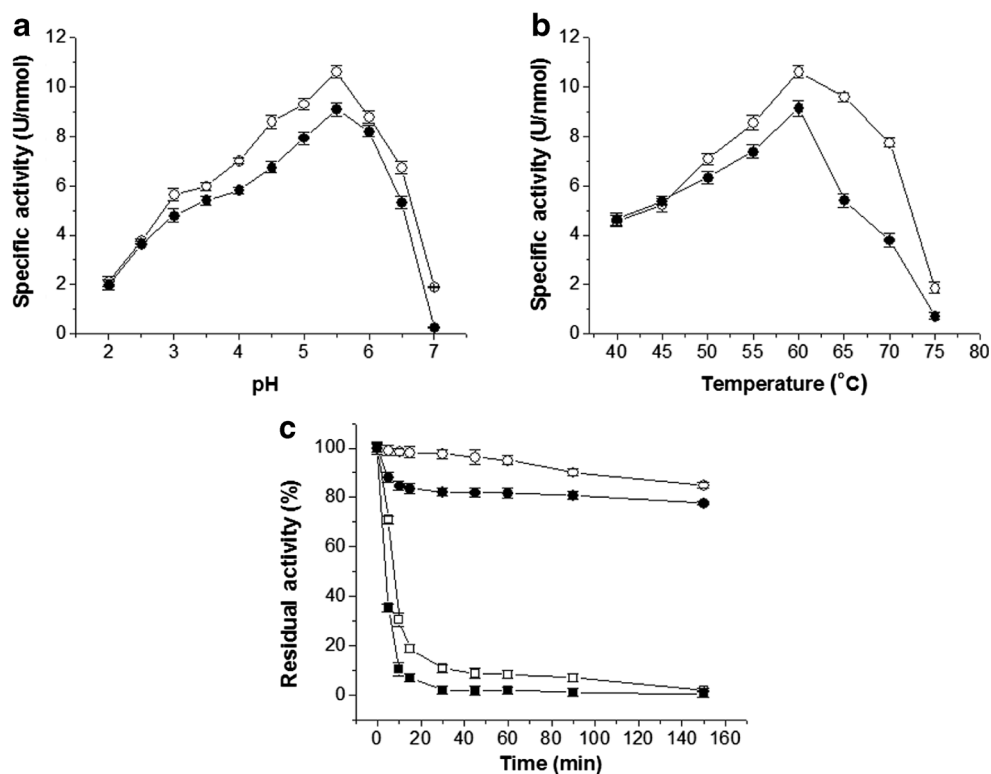 a
Specific activity (U/nmol)
12
10
8
6
4
2
0
2 3 4 5 6 7
pH
b
Specific activity (U/nmol)
12
10
8
6
4
2
0
40 45 50 55 60 65 70 75 80
Temperature (°C)
c
Residual activity (%)
100
80
60
40
20
0
0 20 40 60 80 100 120 140 160
Time (min)